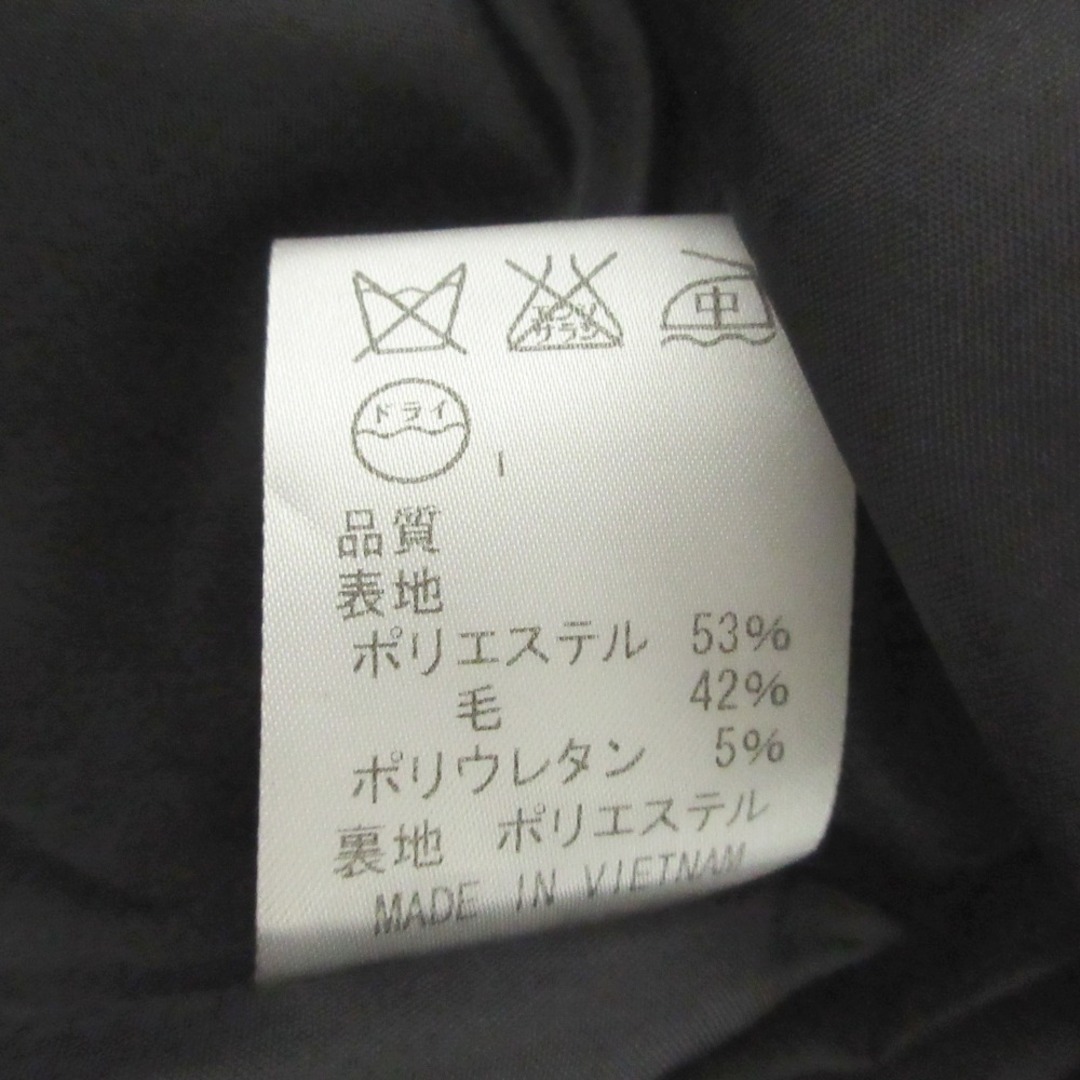 エンソ
サラシ
中
ドライ
品質
表地
ポリエステル 53%
毛 42%
ポリウレタン 5%
裏地 ポリエステル
MADE IN VIETNAM